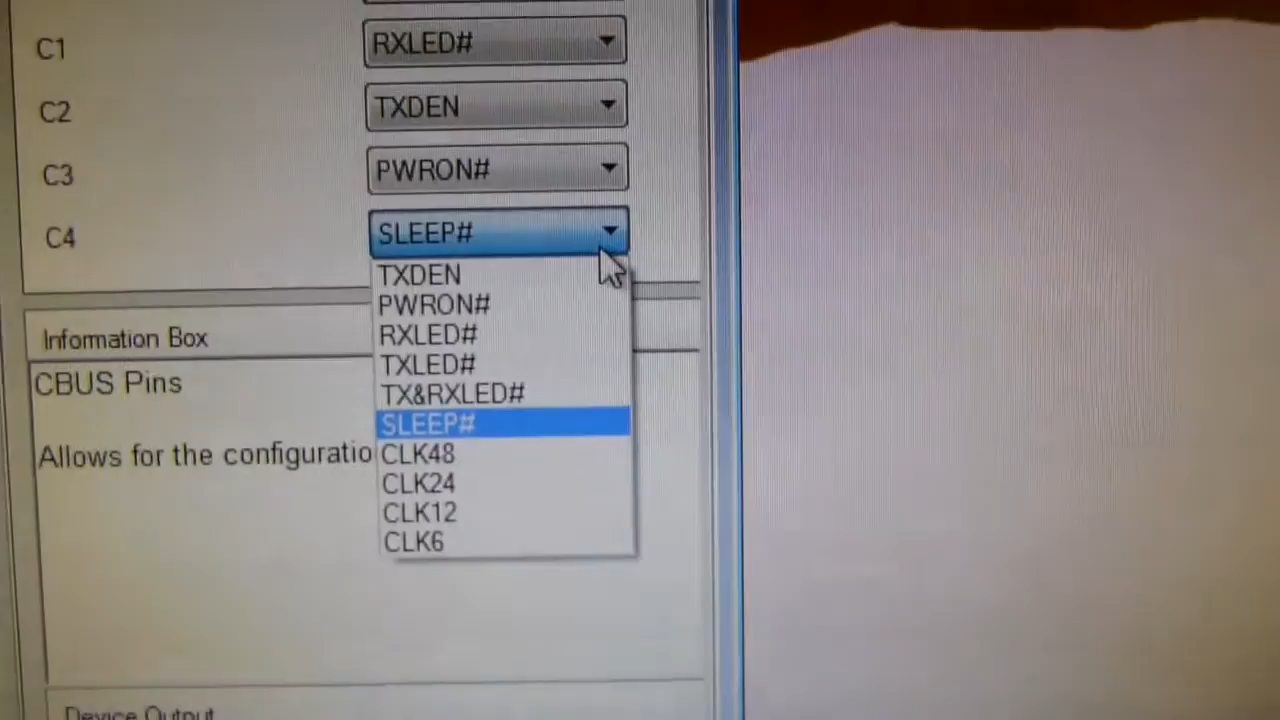 C1 RXLED#
C2 TXDEN
C3 PWRON#
C4 SLEEP#
TXDEN
PWRON#
RXLED#
TXLED#
TX&RXLED#
SLEEP#
CLK48
CLK24
CLK12
CLK6
Information Box
CBUS Pins
Allows for the configuratio
Device Output